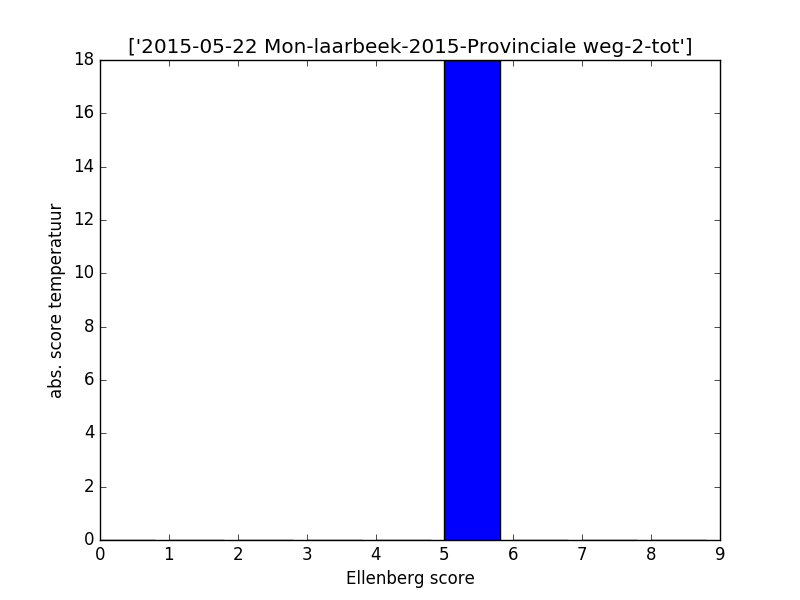 ['2015-05-22 Mon-laarbeek-2015-Provinciale weg-2-tot']
18
16
14
12
10
8
6
4
2
0
abs. score temperatuur
0 1 2 3 4 5 6 7 8 9
Ellenberg score